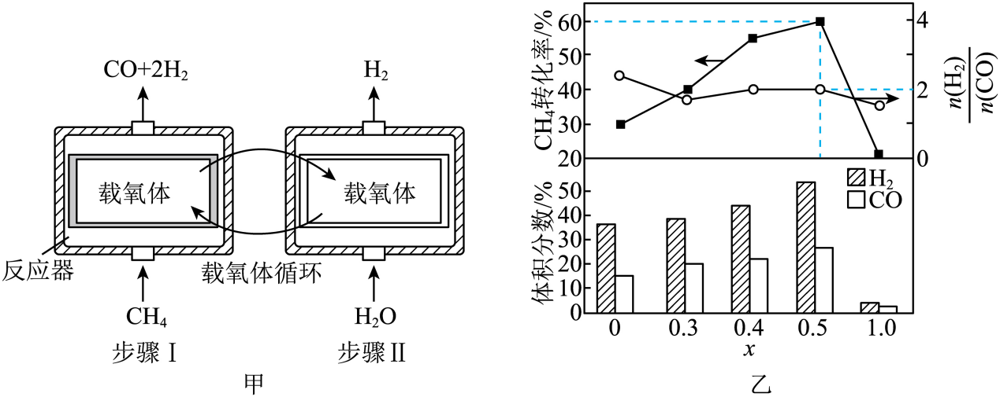 CO+2H₂
H₂
载氧体
载氧体
反应器
载氧体循环
CH₄
H₂O
步骤Ⅰ
步骤Ⅱ
甲
CH₄转化率/%
60
50
40
30
20
4
2
0
n(H₂)
n(CO)
体积分数/%
50
40
30
20
10
0
H₂
CO
0 0.3 0.4 0.5 1.0
x
乙